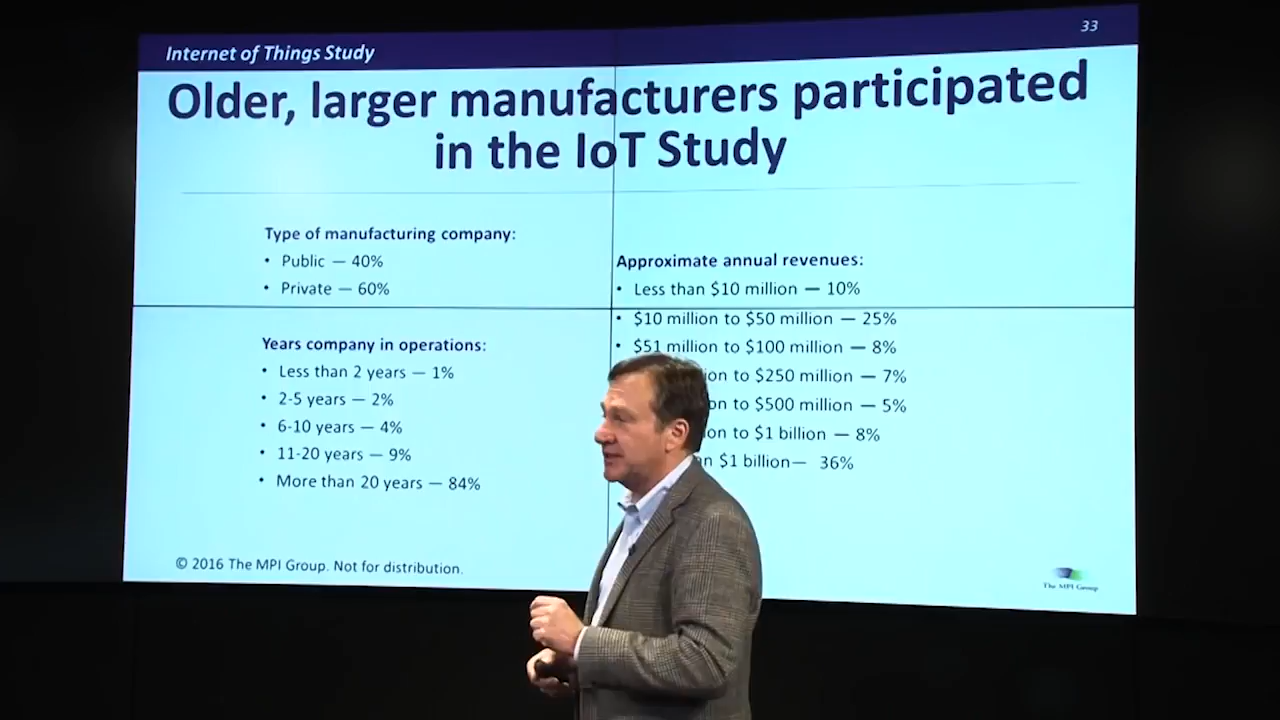 33
Internet of Things Study
Older, larger manufacturers participated
in the IoT Study
Type of manufacturing company:
• Public — 40%
• Private — 60%
Years company in operations:
• Less than 2 years — 1%
• 2-5 years — 2%
• 6-10 years — 4%
• 11-20 years — 9%
• More than 20 years — 84%
Approximate annual revenues:
• Less than $10 million — 10%
• $10 million to $50 million — 25%
• $51 million to $100 million — 8%
to $250 million — 7%
to $500 million — 5%
to $1 billion — 8%
$1 billion— 36%
© 2016 The MPI Group. Not for distribution.
The MPI Group